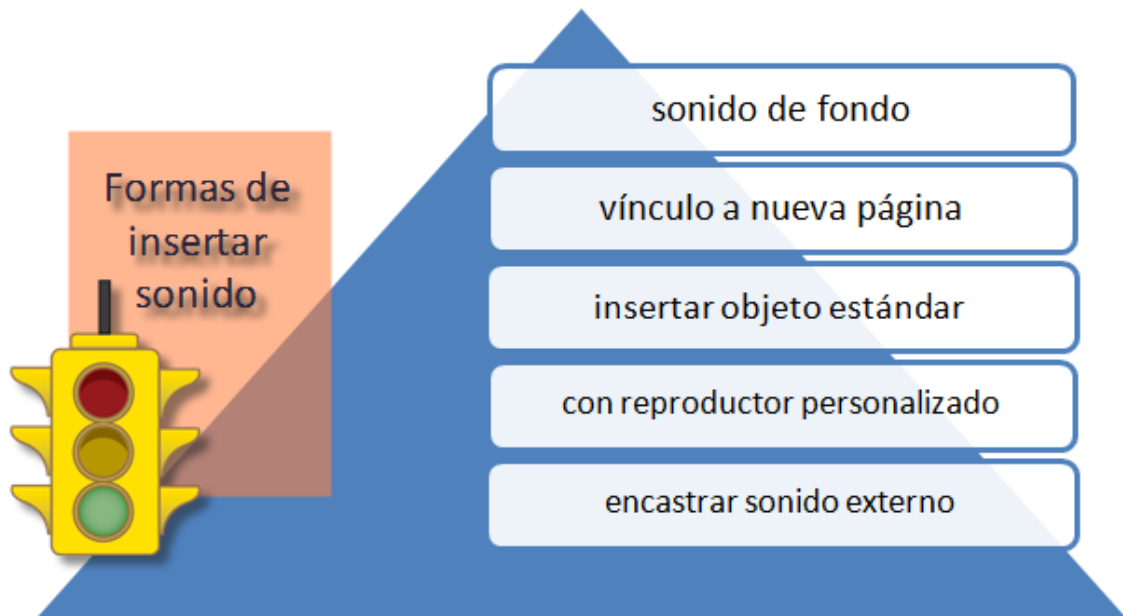 Formas de
insertar
sonido
sonido de fondo
vínculo a nueva página
insertar objeto estándar
con reproductor personalizado
encastrar sonido externo